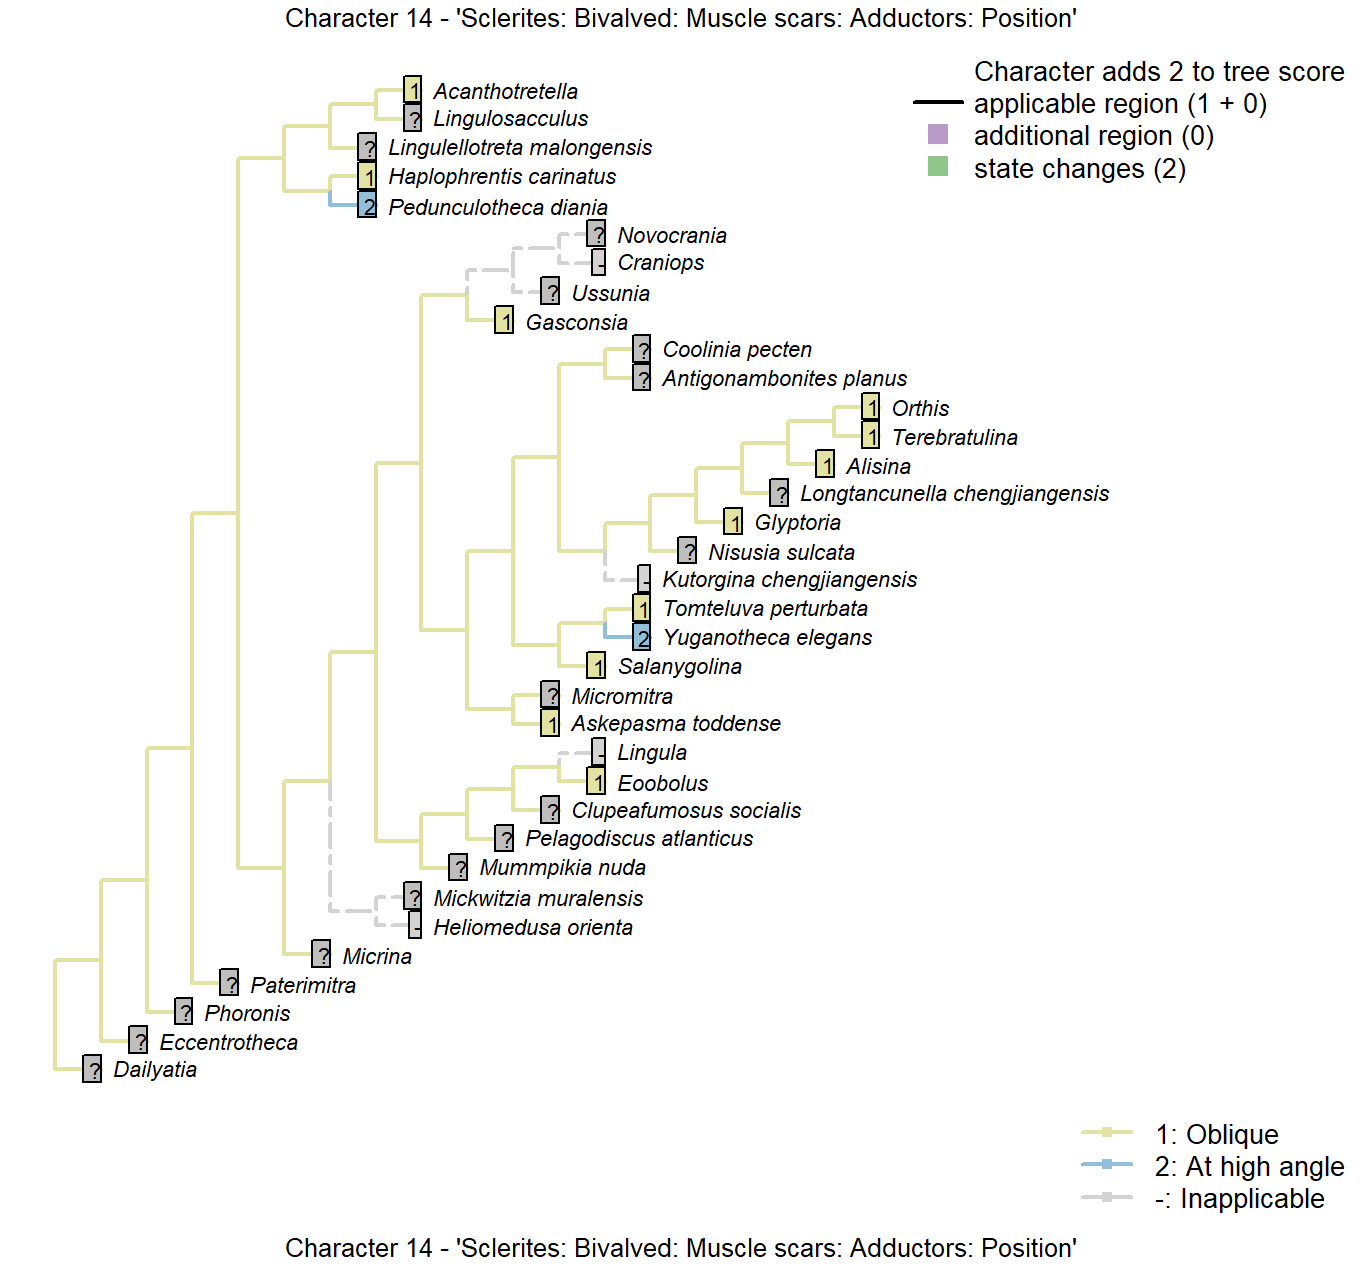 Character 14 - 'Sclerites: Bivalved: Muscle scars: Adductors: Position'
Character adds 2 to tree score
applicable region (1 + 0)
additional region (0)
state changes (2)
1 Acanthotretella
? Lingulosacculus
? Lingulellotreta malongensis
1 Haplophrentis carinatus
2 Pedunculotheca diania
? Novocrania
- Craniops
? Ussunia
1 Gasconsia
? Coolinia pecten
? Antigonambonites planus
1 Orthis
1 Terebratulina
1 Alisina
? Longtancunella chengjiangensis
1 Glyptoria
? Nisusia sulcata
- Kutorgina chengjiangensis
1 Tomteluva perturbata
2 Yuganotheca elegans
1 Salanygolina
? Micromitra
1 Askepasma toddense
- Lingula
1 Eoobolus
? Clupeafumosus socialis
? Pelagodiscus atlanticus
? Mummpikia nuda
? Mickwitzia muralensis
- Heliomedusa orienta
? Micrina
? Paterimitra
? Phoronis
? Eccentrotheca
? Dailyatia
1: Oblique
2: At high angle
-: Inapplicable
Character 14 - 'Sclerites: Bivalved: Muscle scars: Adductors: Position'